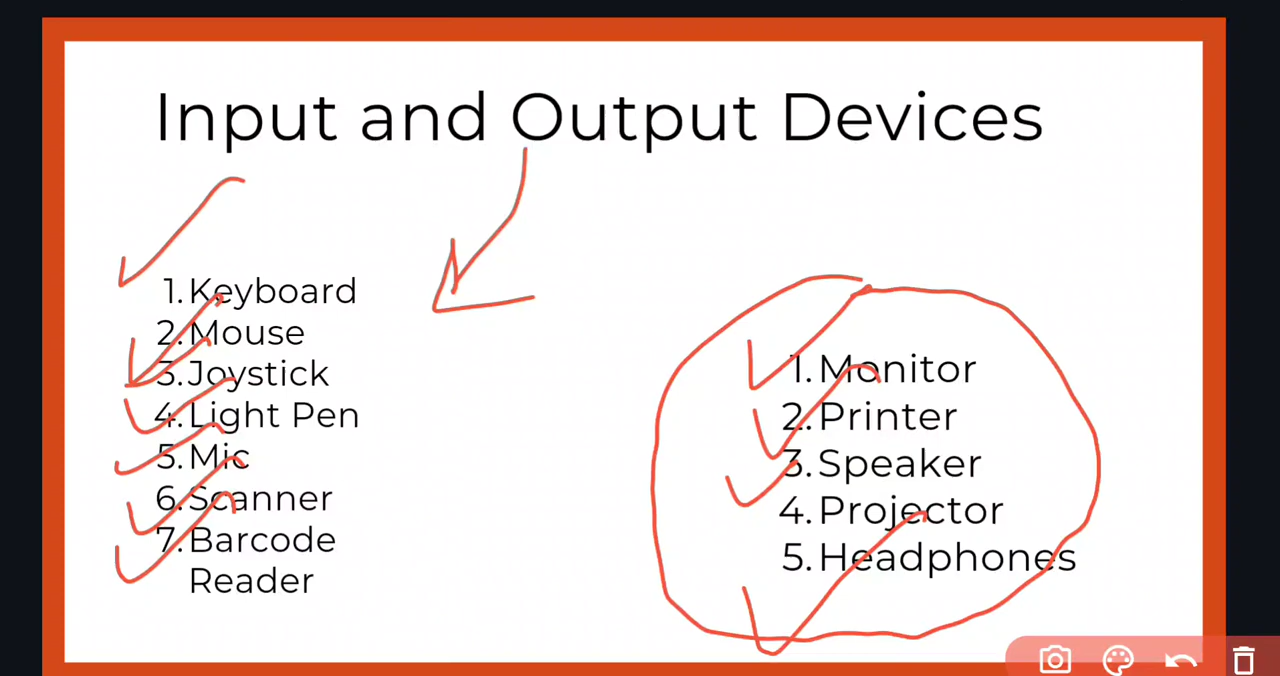 Input and Output Devices
1. Keyboard
2. Mouse
3. Joystick
4. Light Pen
5. Mic
6. Scanner
7. Barcode
Reader
1. Monitor
2. Printer
3. Speaker
4. Projector
5. Headphones